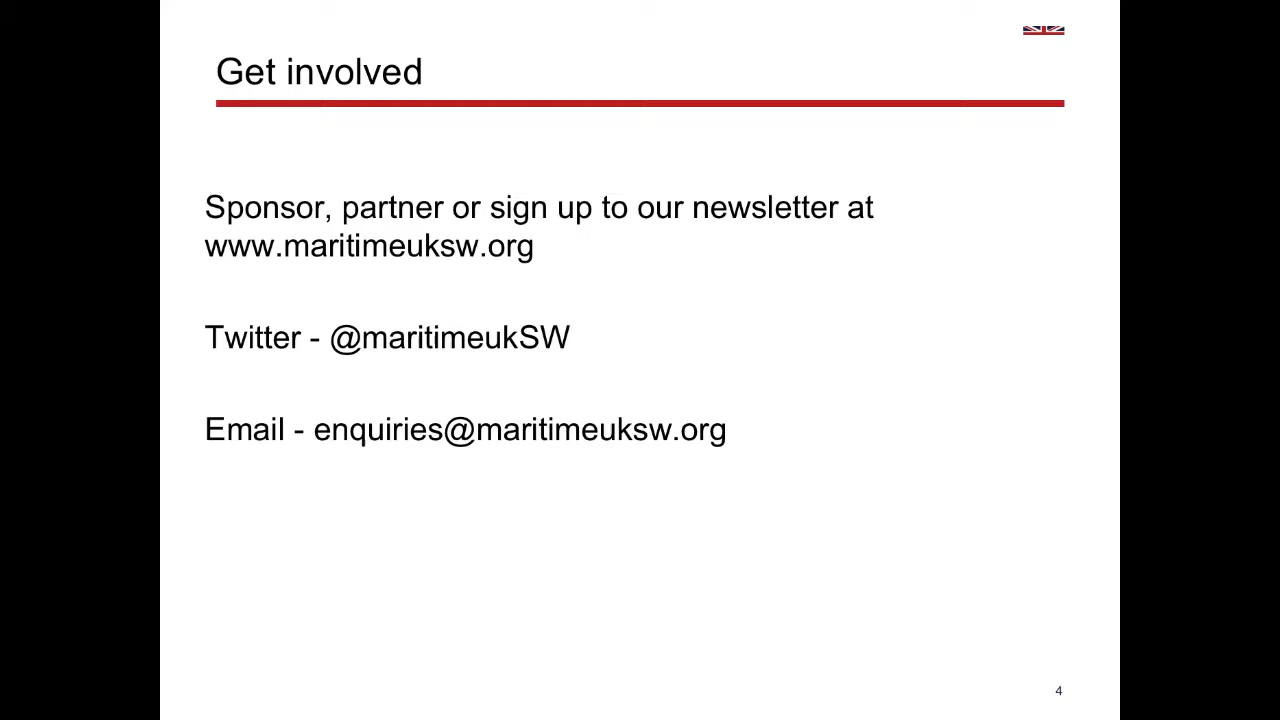 Get involved
Sponsor, partner or sign up to our newsletter at
www.maritimeuksw.org
Twitter - @maritimeukSW
Email - enquiries@maritimeuksw.org
4